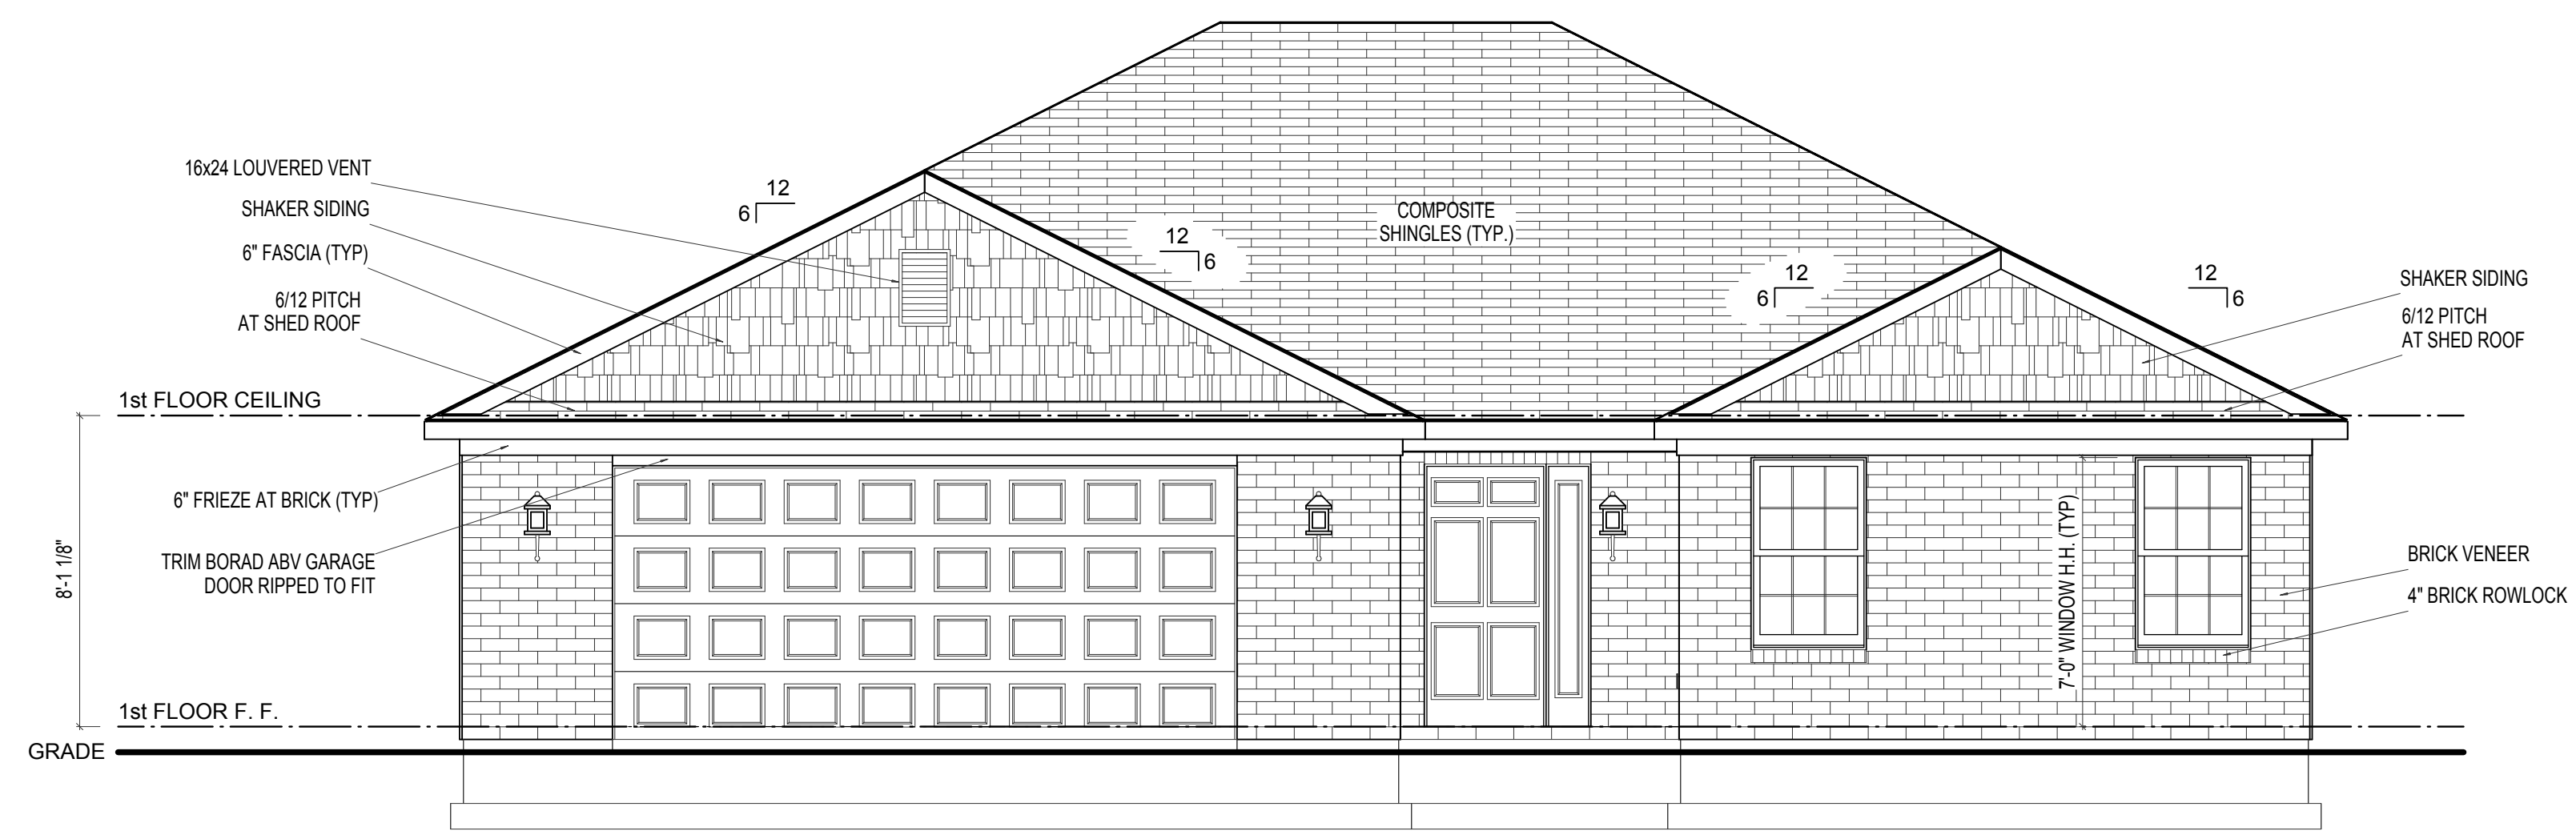 16x24 LOUVERED VENT
SHAKER SIDING
6" FASCIA (TYP)
6/12 PITCH
AT SHED ROOF
1st FLOOR CEILING
6" FRIEZE AT BRICK (TYP)
TRIM BORAD ABV GARAGE
DOOR RIPPED TO FIT
8'-1 1/8"
1st FLOOR F. F.
GRADE
12
6
12
6
COMPOSITE
SHINGLES (TYP.)
12
6
12
6
SHAKER SIDING
6/12 PITCH
AT SHED ROOF
7'-0" WINDOW H.H. (TYP)
BRICK VENEER
4" BRICK ROWLOCK